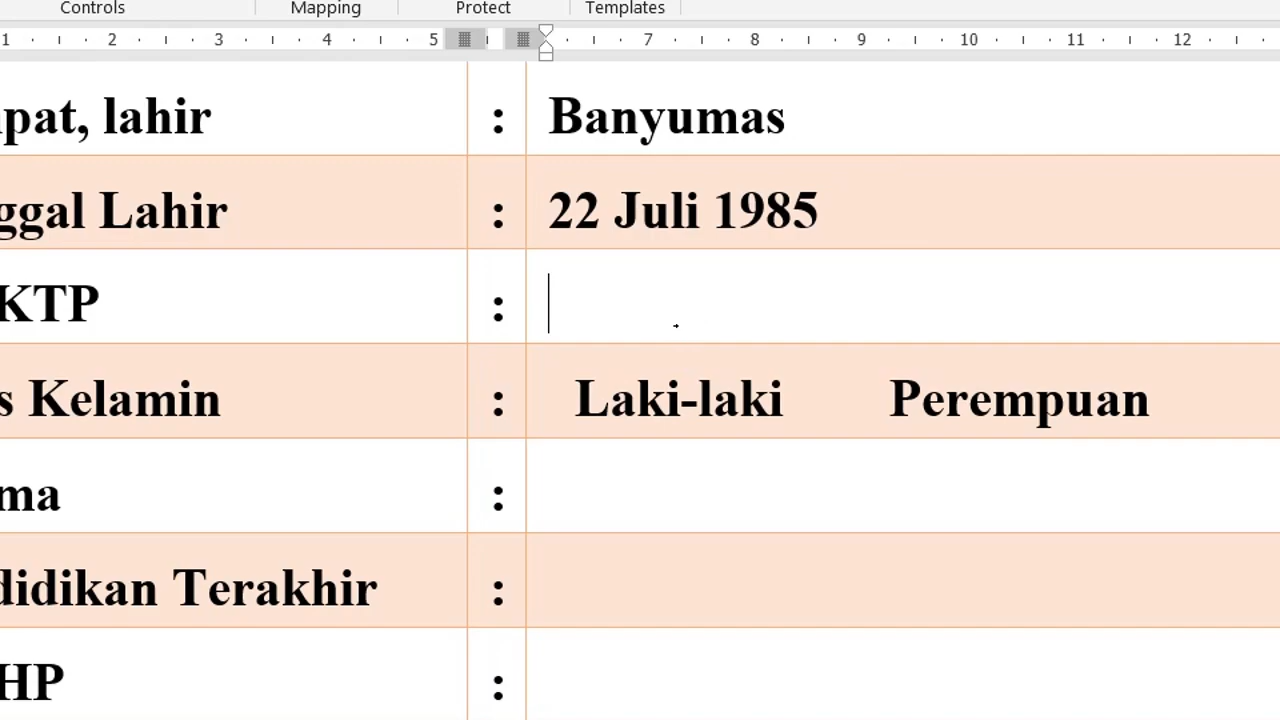 Controls Mapping Protect Templates
1 2 3 4 5 7 8 9 10 11 12
pat, lahir : Banyumas
ggal Lahir : 22 Juli 1985
KTP :
s Kelamin : Laki-laki Perempuan
ma :
didikan Terakhir :
HP :